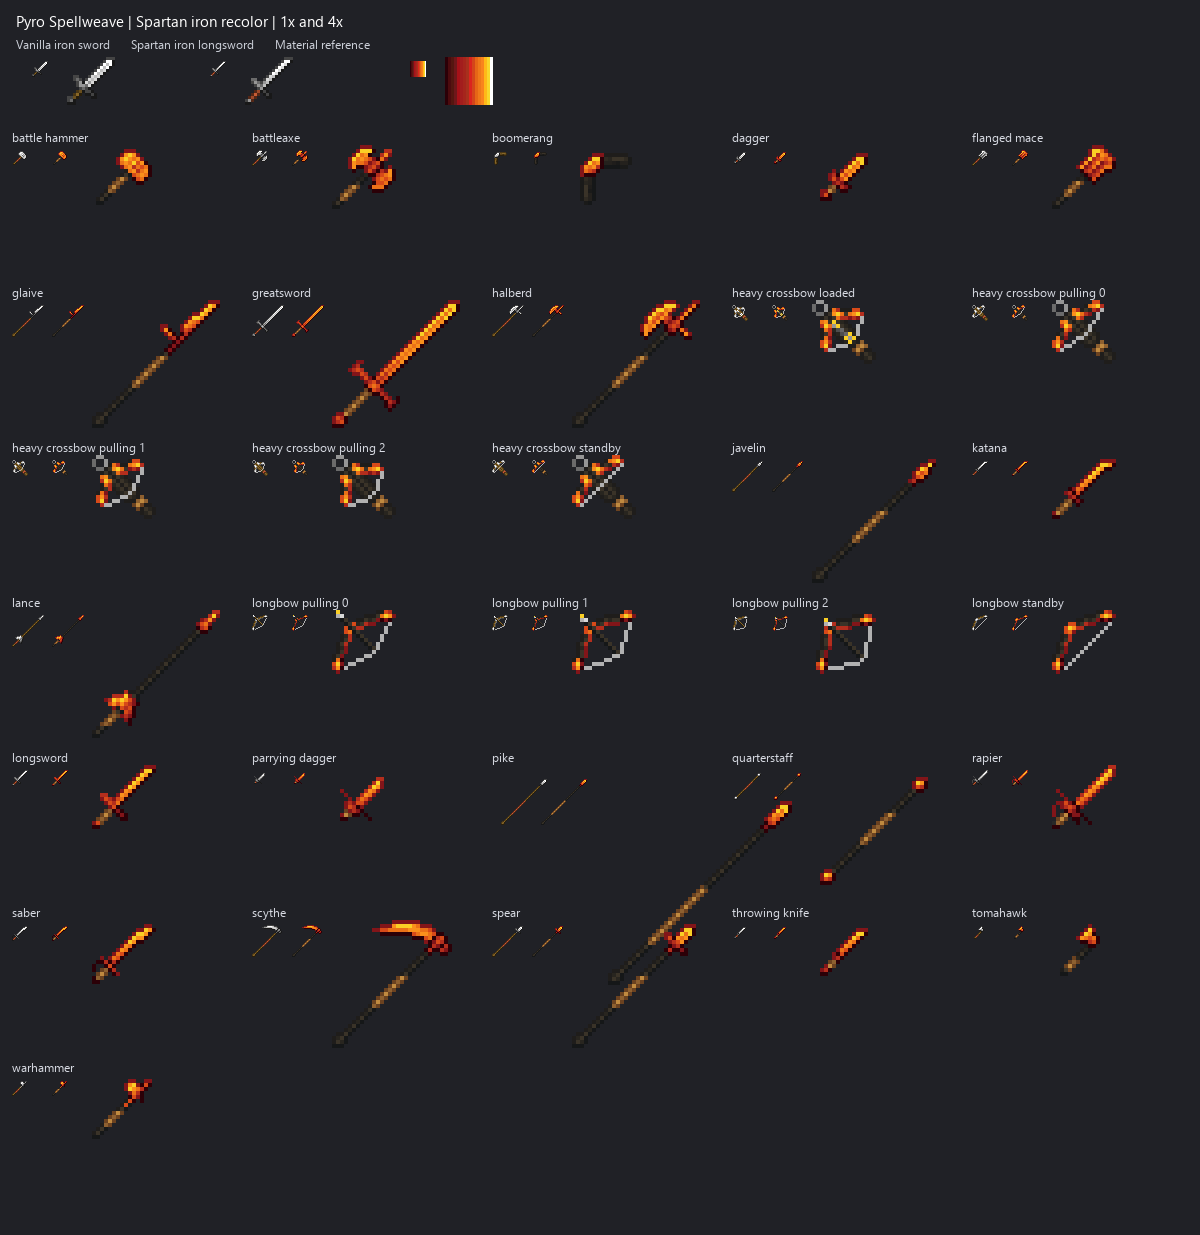 Pyro Spellweave | Spartan iron recolor | 1x and 4x
Vanilla iron sword Spartan iron longsword Material reference
battle hammer battleaxe boomerang dagger flanged mace
glaive greatsword halberd heavy crossbow loaded heavy crossbow pulling 0
heavy crossbow pulling 1 heavy crossbow pulling 2 heavy crossbow standby javelin katana
lance longbow pulling 0 longbow pulling 1 longbow pulling 2 longbow standby
longsword parrying dagger pike quarterstaff rapier
saber scythe spear throwing knife tomahawk
warhammer